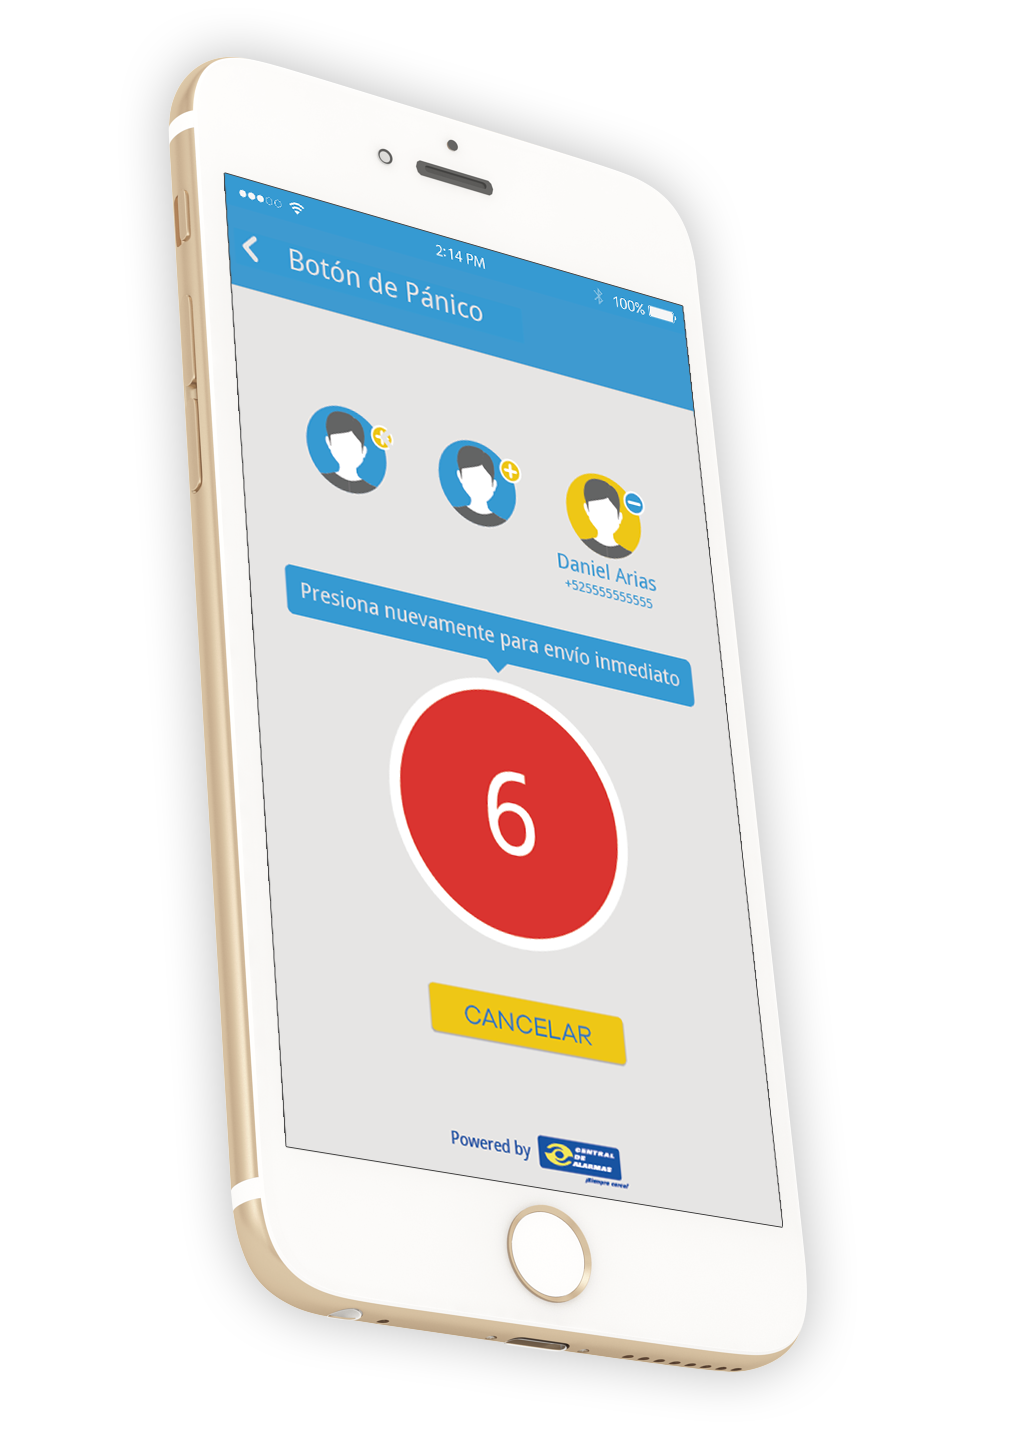 2:14 PM
100%
Botón de Pánico
Daniel Arias
+525555555555
Presiona nuevamente para envío inmediato
6
CANCELAR
Powered by
CENTRAL
DE
ALARMAS
¡Siempre cerca!